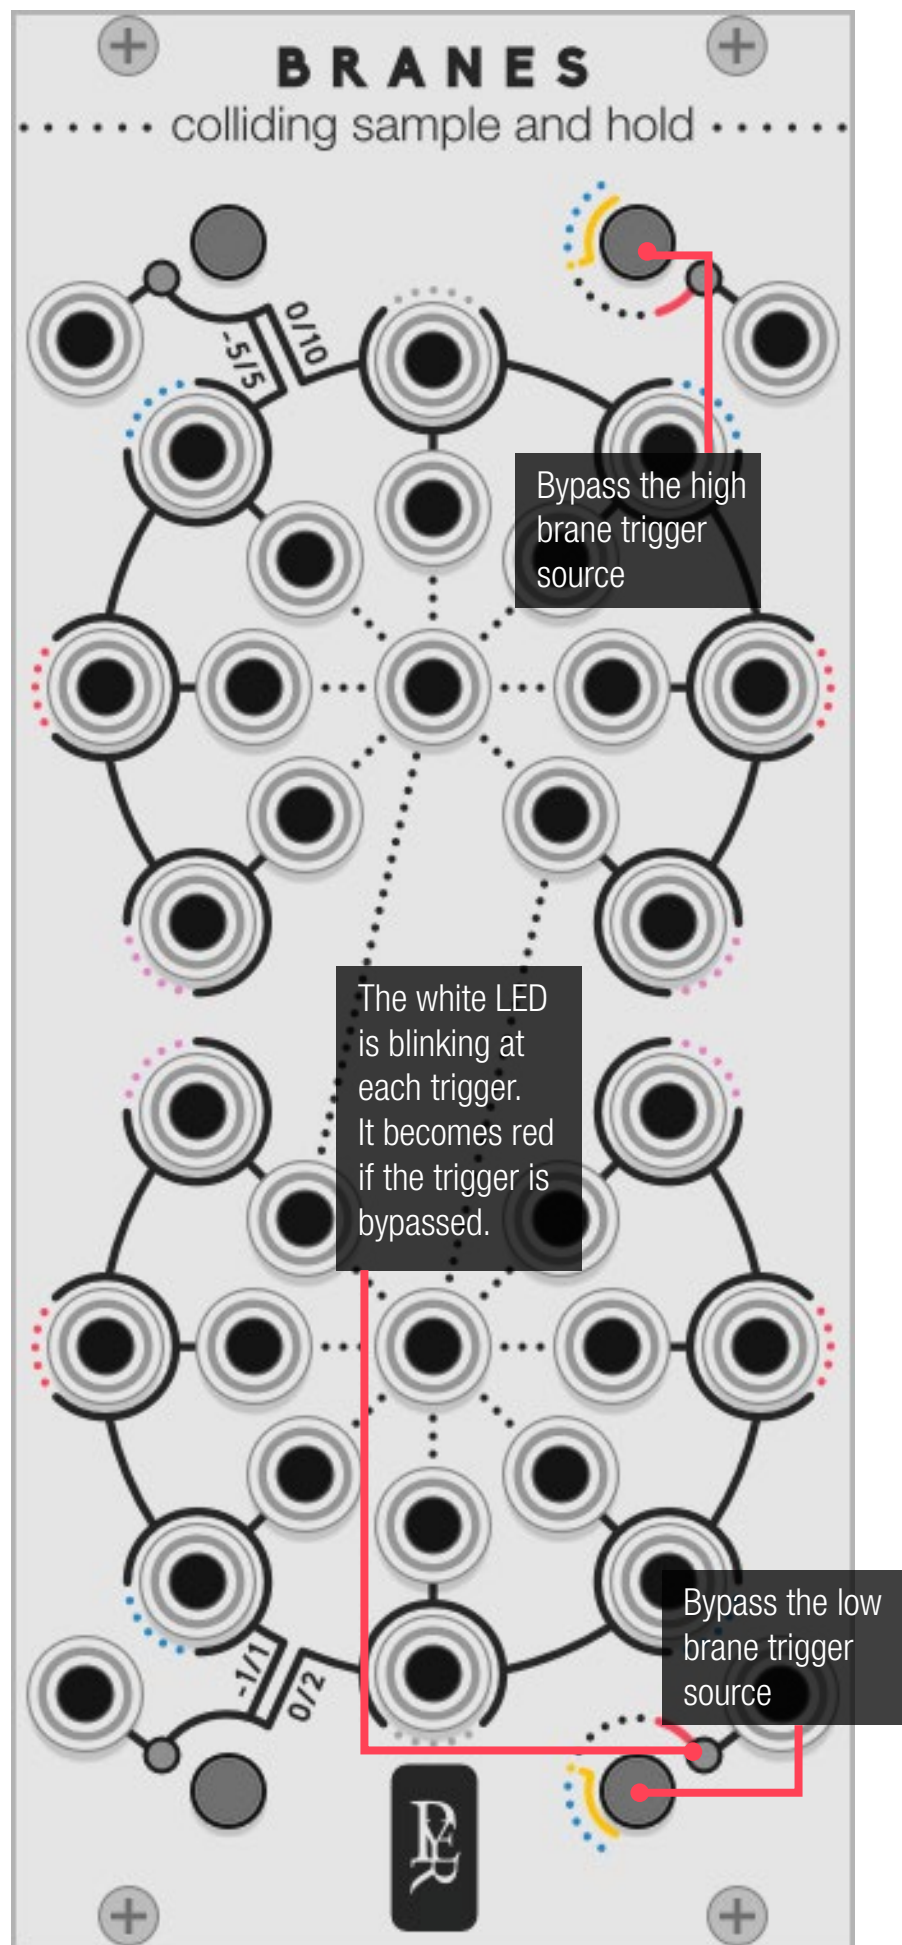 BRANES
colliding sample and hold
0/10
-5/5
Bypass the high
brane trigger
source
The white LED
is blinking at
each trigger.
It becomes red
if the trigger is
bypassed.
Bypass the low
brane trigger
source
-1/1
0/2